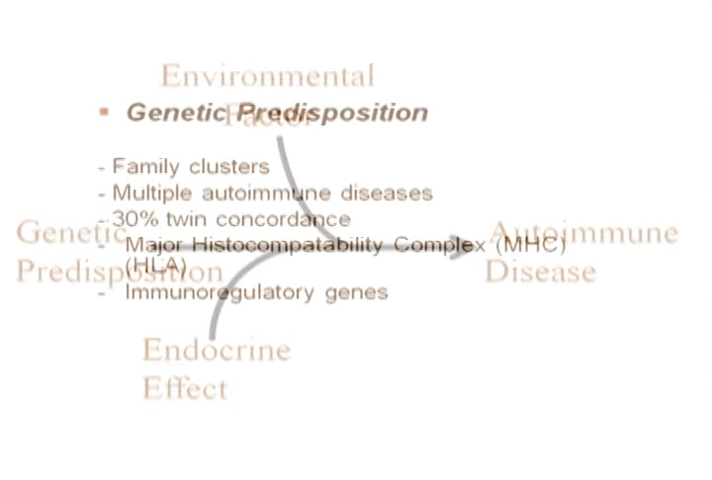 Environmental
Factor
▪ Genetic Predisposition
- Family clusters
- Multiple autoimmune diseases
- 30% twin concordance
Genetic
Predisposition
- Major Histocompatability Complex (MHC)
(HLA)
- Immunoregulatory genes
Autoimmune
Disease
Endocrine
Effect